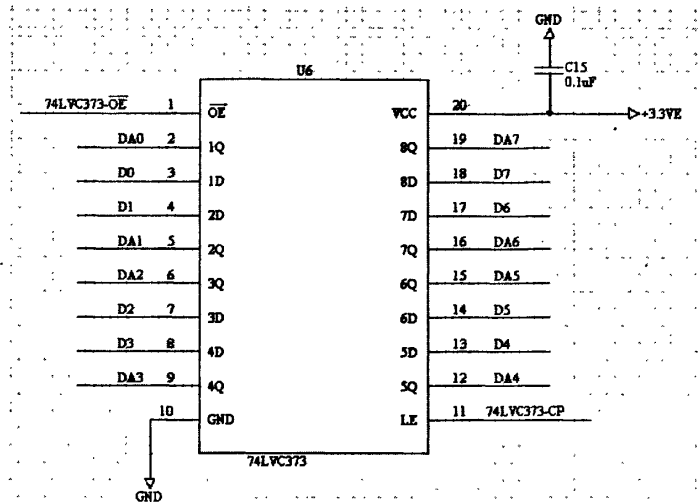 GND
C15
0.1uF
U6
74LVC373-OE 1 OE VCC 20 +3.3VE
DA0 2 1Q 8Q 19 DA7
D0 3 1D 8D 18 D7
D1 4 2D 7D 17 D6
DA1 5 2Q 7Q 16 DA6
DA2 6 3Q 6Q 15 DA5
D2 7 3D 6D 14 D5
D3 8 4D 5D 13 D4
DA3 9 4Q 5Q 12 DA4
10 GND LE 11 74LVC373-CP
74LVC373
GND